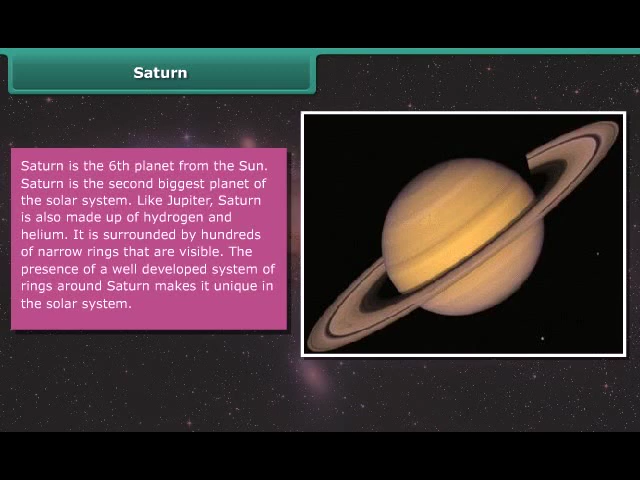 Saturn
Saturn is the 6th planet from the Sun.
Saturn is the second biggest planet of
the solar system. Like Jupiter, Saturn
is also made up of hydrogen and
helium. It is surrounded by hundreds
of narrow rings that are visible. The
presence of a well developed system of
rings around Saturn makes it unique in
the solar system.